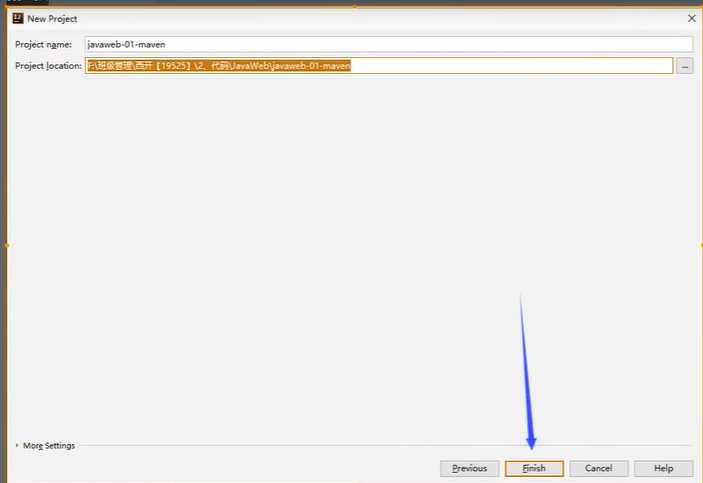 New Project
Project name: javaweb-01-maven
Project location: F:\班级管理\西开【19525】\2、代码\JavaWeb\javaweb-01-maven ...
More Settings
Previous Finish Cancel Help